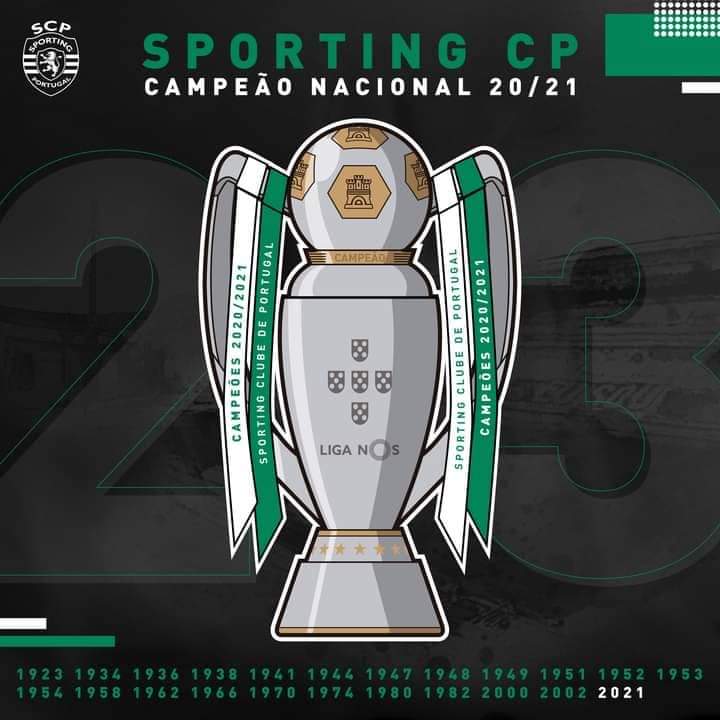 SCP
SPORTING
PORTUGAL
SPORTING CP
CAMPEÃO NACIONAL 20/21
23
CAMPEÃO
CAMPEÕES 2020/2021
SPORTING CLUBE DE PORTUGAL
SPORTING CLUBE DE PORTUGAL
CAMPEÕES 2020/2021
LIGA NOS
1923 1934 1936 1938 1941 1944 1947 1948 1949 1951 1952 1953
1954 1958 1962 1966 1970 1974 1980 1982 2000 2002 2021